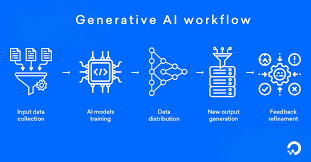 Generative AI workflow
Input data
collection
AI models
training
Data
distribution
New output
generation
Feedback
refinement